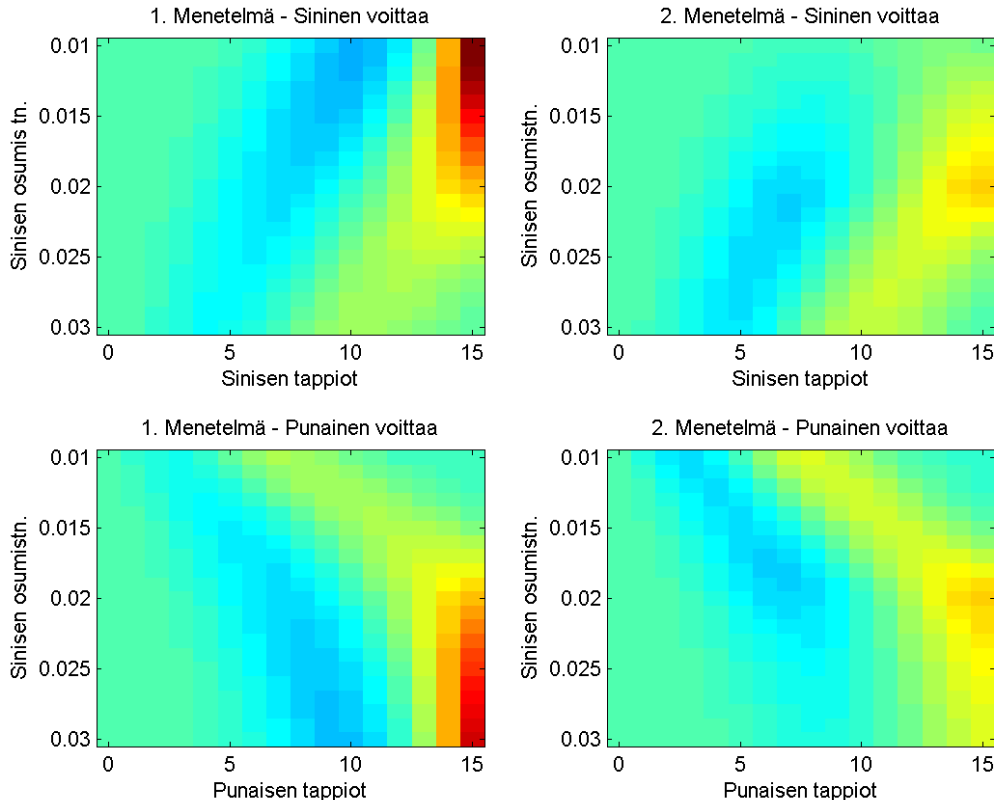 1. Menetelmä - Sininen voittaa
0.01
0.015
0.02
0.025
0.03
Sinisen osumis tn.
0 5 10 15
Sinisen tappiot
2. Menetelmä - Sininen voittaa
0.01
0.015
0.02
0.025
0.03
Sinisen osumistn.
0 5 10 15
Sinisen tappiot
1. Menetelmä - Punainen voittaa
0.01
0.015
0.02
0.025
0.03
Sinisen osumistn.
0 5 10 15
Punaisen tappiot
2. Menetelmä - Punainen voittaa
0.01
0.015
0.02
0.025
0.03
Sinisen osumistn.
0 5 10 15
Punaisen tappiot